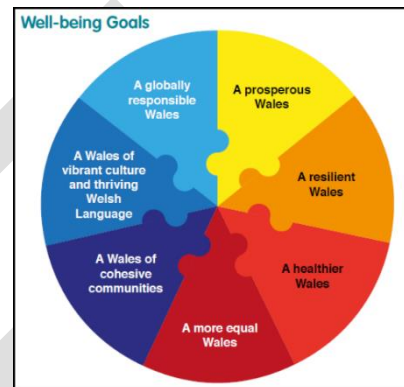 Well-being Goals
A globally
responsible
Wales
A prosperous
Wales
A Wales of
vibrant culture
and thriving
Welsh
Language
A resilient
Wales
A Wales of
cohesive
communities
A healthier
Wales
A more equal
Wales